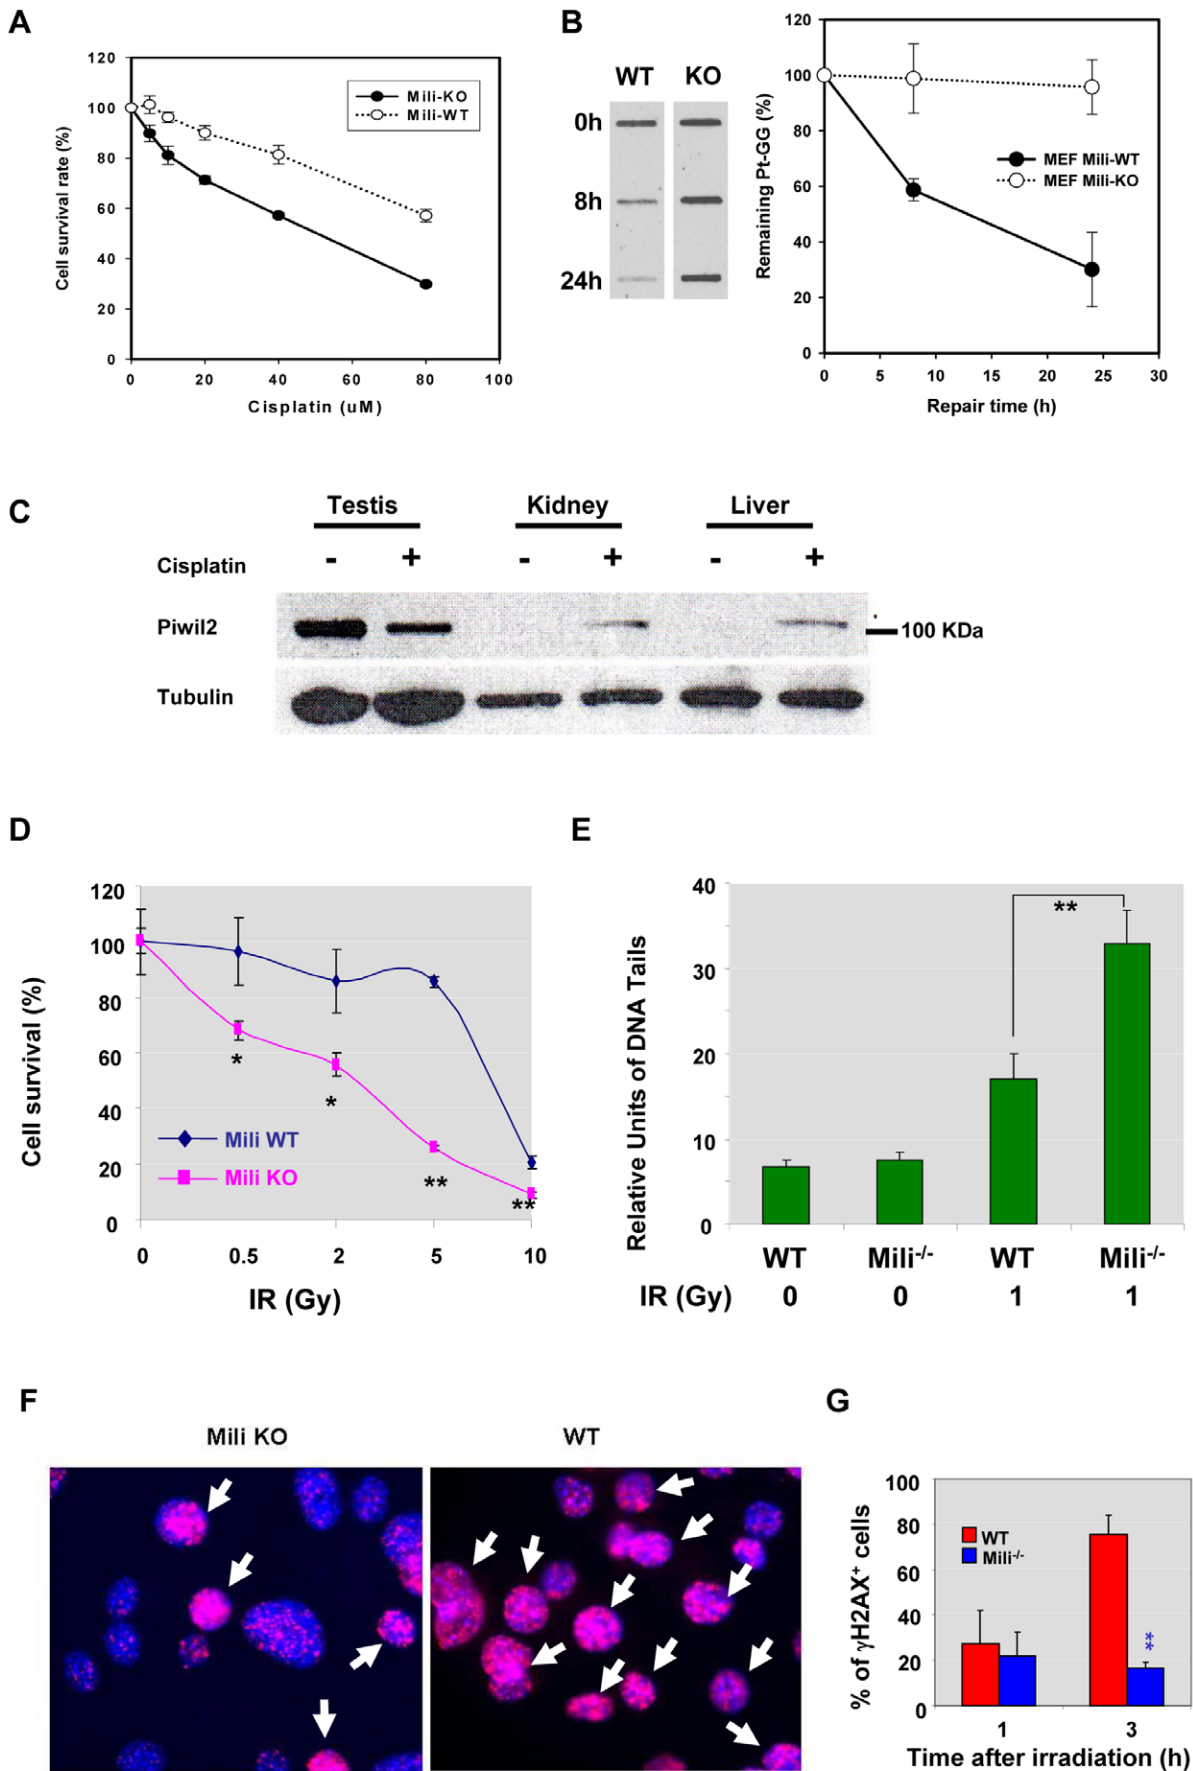 A
120
100
80
60
40
20
0
Cell survival rate (%)
Mili-KO
Mili-WT
0 20 40 60 80 100
Cisplatin (uM)
B
WT KO
0h
8h
24h
120
100
80
60
40
20
0
Remaining Pt-GG (%)
MEF Mili-WT
MEF Mili-KO
0 5 10 15 20 25 30
Repair time (h)
C
Testis Kidney Liver
Cisplatin - + - + - +
Piwil2
100 KDa
Tubulin
D
120
100
80
60
40
20
0
Cell survival (%)
* * ** **
Mili WT
Mili KO
0 0.5 2 5 10
IR (Gy)
E
40
30
20
10
0
Relative Units of DNA Tails
**
WT Mili-/- WT Mili-/-
IR (Gy) 0 0 1 1
F
Mili KO WT
G
100
80
60
40
20
0
% of γH2AX+ cells
WT
Mili-/-
**
1 3
Time after irradiation (h)